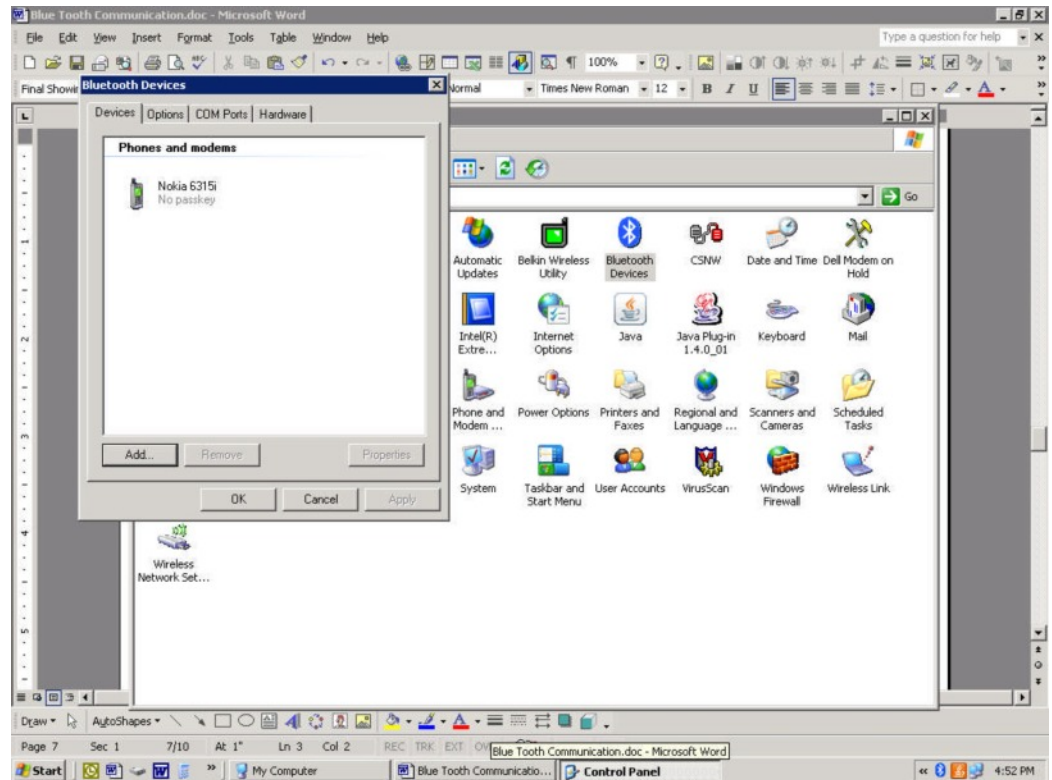 Blue Tooth Communication.doc - Microsoft Word
File Edit View Insert Format Tools Table Window Help
Type a question for help
100%
Final Showi
Normal
Times New Roman
12
B I U
Bluetooth Devices
Devices
Options
COM Ports
Hardware
Phones and modems
Nokia 6315i
No passkey
Add...
Remove
Properties
OK
Cancel
Apply
Go
Automatic Updates
Belkin Wireless Utility
Bluetooth Devices
CSNW
Date and Time
Dell Modem on Hold
Intel(R) Extre...
Internet Options
Java
Java Plug-in 1.4.0_01
Keyboard
Mail
Phone and Modem ...
Power Options
Printers and Faxes
Regional and Language ...
Scanners and Cameras
Scheduled Tasks
System
Taskbar and Start Menu
User Accounts
VirusScan
Windows Firewall
Wireless Link
Wireless Network Set...
Draw
AutoShapes
Page 7 Sec 1 7/10 At 1" Ln 3 Col 2 REC TRK EXT
Blue Tooth Communication.doc - Microsoft Word
Start
My Computer
Blue Tooth Communicatio...
Control Panel
4:52 PM